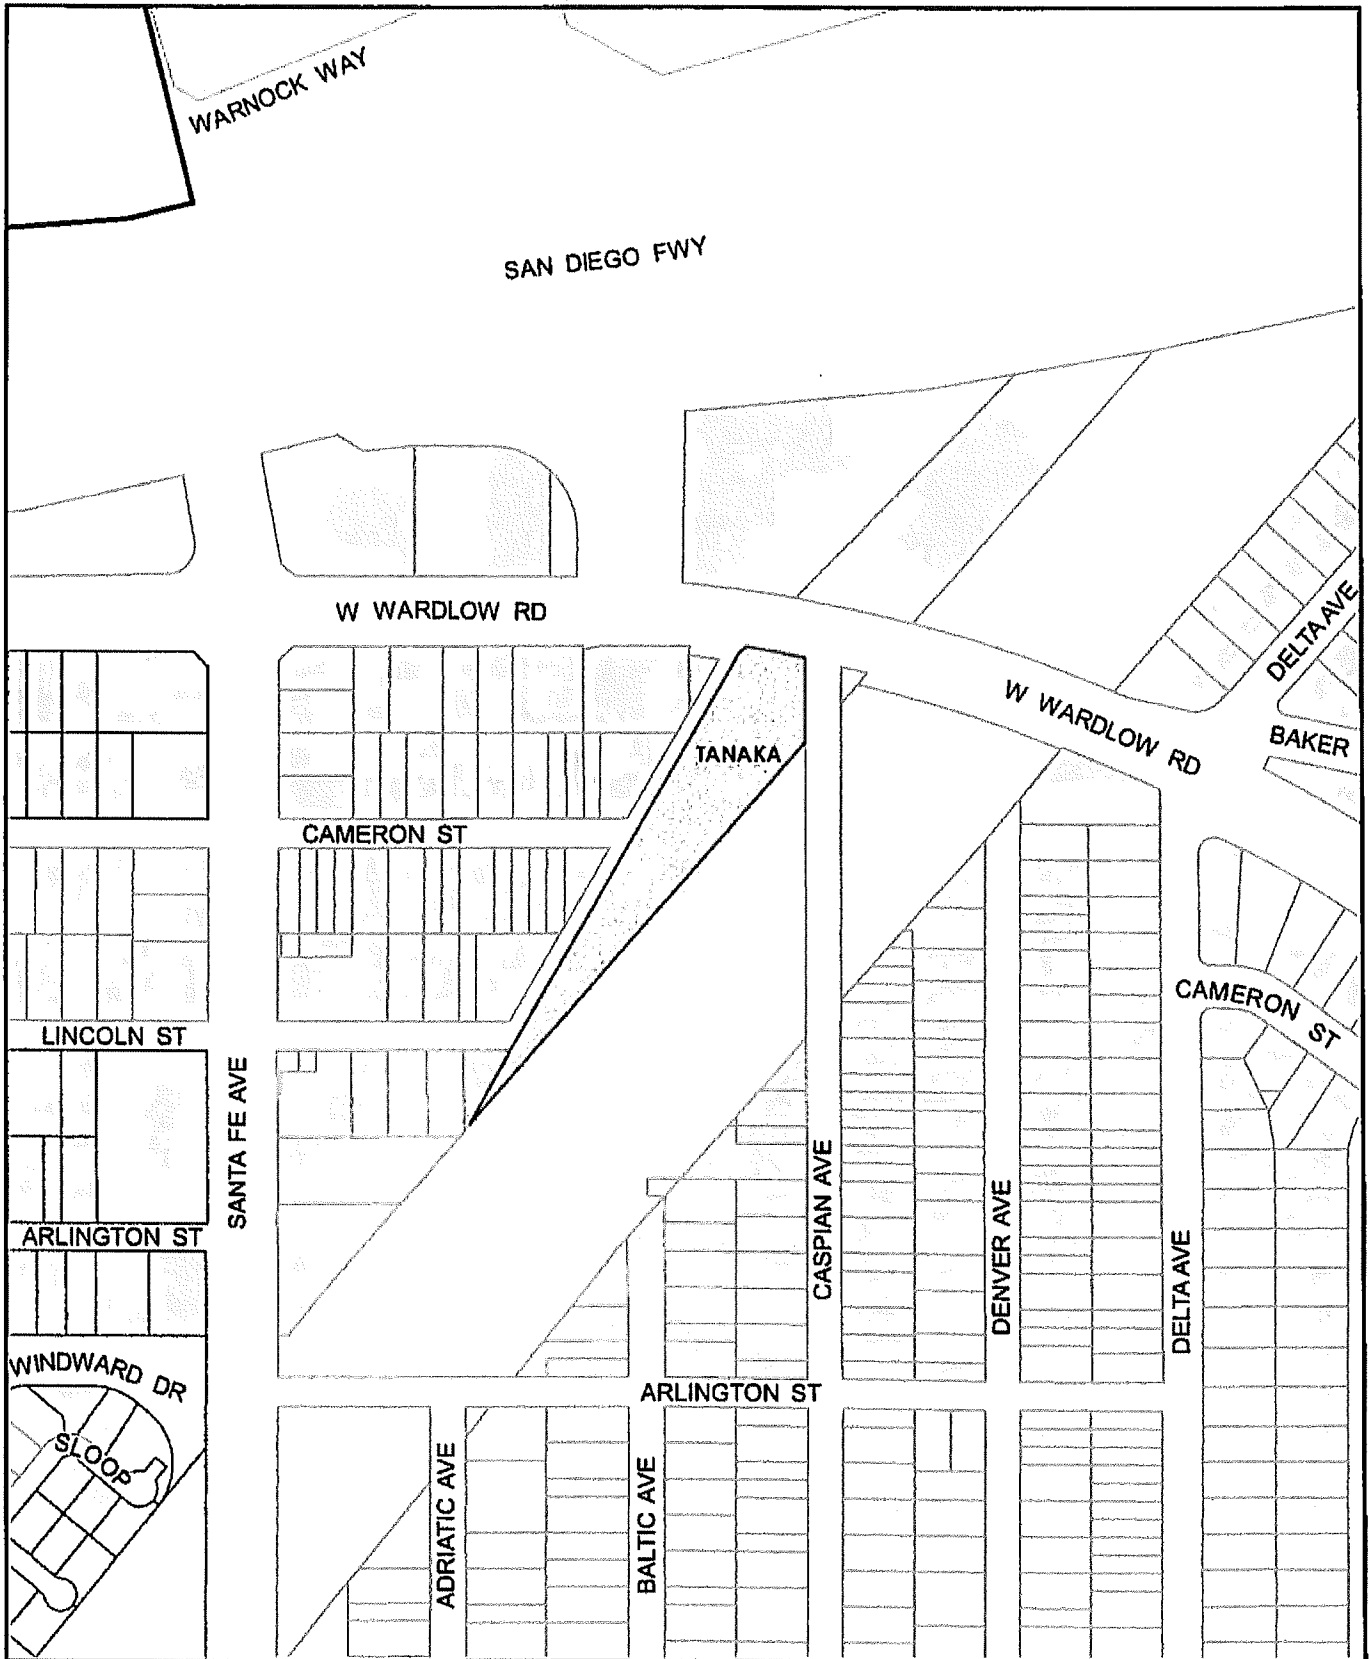 WARNOCK WAY
SAN DIEGO FWY
W WARDLOW RD
DELTA AVE
W WARDLOW RD
BAKER
TANAKA
CAMERON ST
CAMERON ST
LINCOLN ST
SANTA FE AVE
CASPIAN AVE
DENVER AVE
DELTA AVE
ARLINGTON ST
WINDWARD DR
ARLINGTON ST
SLOOP
ADRIATIC AVE
BALTIC AVE